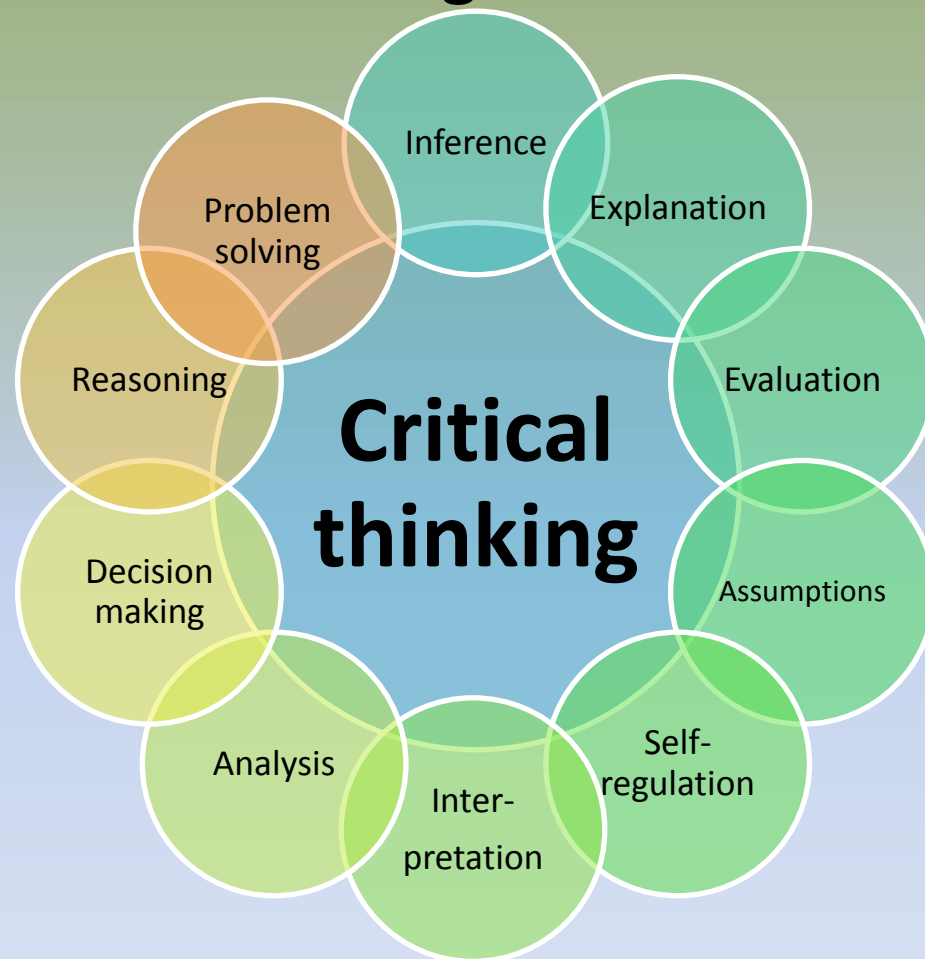 Critical
thinking
Inference
Explanation
Evaluation
Assumptions
Self-
regulation
Inter-
pretation
Analysis
Decision
making
Reasoning
Problem
solving